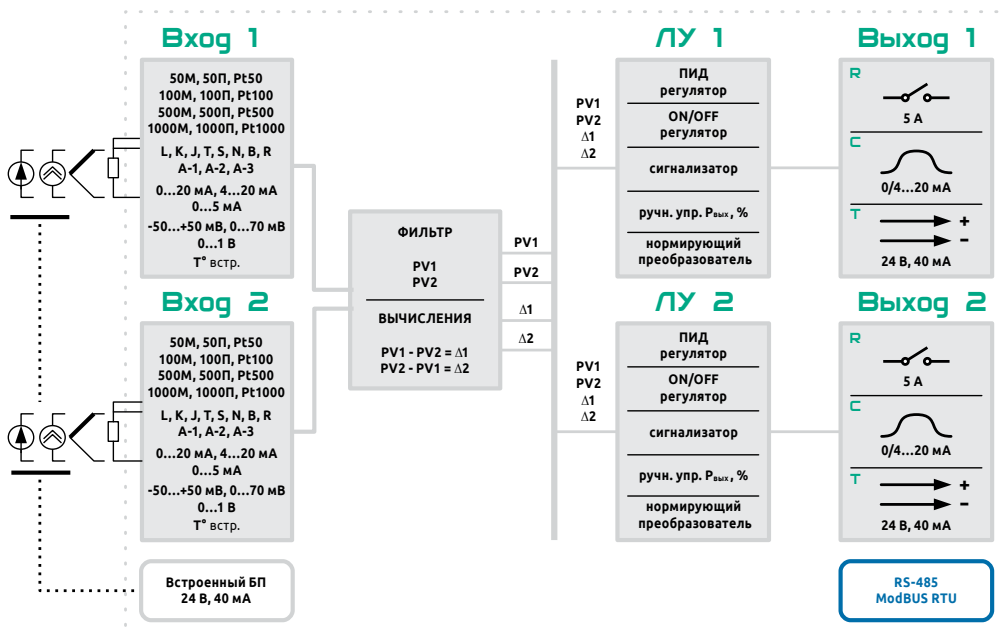 Вход 1
50М, 50П, Pt50
100М, 100П, Pt100
500М, 500П, Pt500
1000М, 1000П, Pt1000
L, K, J, T, S, N, B, R
А-1, А-2, А-3
0...20 мА, 4...20 мА
0...5 мА
-50...+50 мВ, 0...70 мВ
0...1 В
Т° встр.
Вход 2
50М, 50П, Pt50
100М, 100П, Pt100
500М, 500П, Pt500
1000М, 1000П, Pt1000
L, K, J, T, S, N, B, R
А-1, А-2, А-3
0...20 мА, 4...20 мА
0...5 мА
-50...+50 мВ, 0...70 мВ
0...1 В
Т° встр.
Встроенный БП
24 В, 40 мА
ФИЛЬТР
PV1
PV2
ВЫЧИСЛЕНИЯ
PV1 - PV2 = Δ1
PV2 - PV1 = Δ2
PV1
PV2
Δ1
Δ2
PV1
PV2
Δ1
Δ2
PV1
PV2
Δ1
Δ2
ЛУ 1
ПИД
регулятор
ON/OFF
регулятор
сигнализатор
ручн. упр. Рвых, %
нормирующий
преобразователь
ЛУ 2
ПИД
регулятор
ON/OFF
регулятор
сигнализатор
ручн. упр. Рвых, %
нормирующий
преобразователь
Выход 1
R
5 А
C
0/4...20 мА
T
+
-
24 В, 40 мА
Выход 2
R
5 А
C
0/4...20 мА
T
+
-
24 В, 40 мА
RS-485
ModBUS RTU